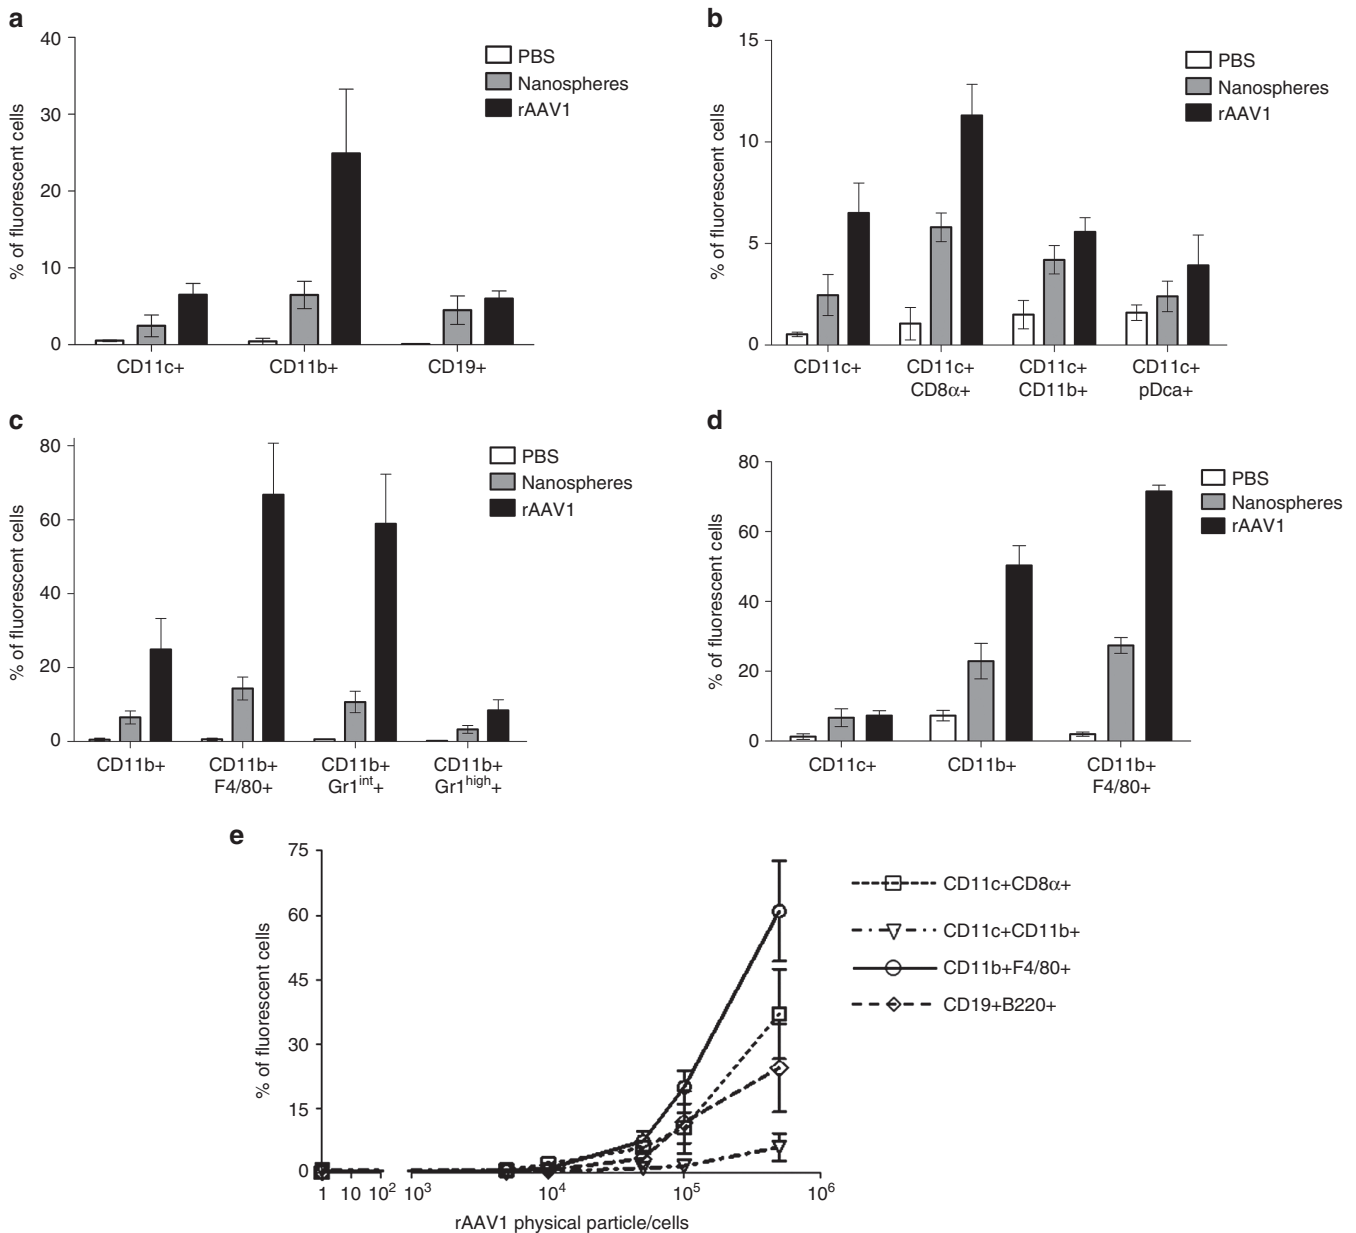 a
40
30
20
10
0
% of fluorescent cells
PBS
Nanospheres
rAAV1
CD11c+
CD11b+
CD19+
b
15
10
5
0
% of fluorescent cells
PBS
Nanospheres
rAAV1
CD11c+
CD11c+
CD8α+
CD11c+
CD11b+
CD11c+
pDca+
c
80
60
40
20
0
% of fluorescent cells
PBS
Nanospheres
rAAV1
CD11b+
CD11b+
F4/80+
CD11b+
Gr1int+
CD11b+
Gr1high+
d
80
60
40
20
0
% of fluorescent cells
PBS
Nanospheres
rAAV1
CD11c+
CD11b+
CD11b+
F4/80+
e
75
60
45
30
15
0
% of fluorescent cells
CD11c+CD8α+
CD11c+CD11b+
CD11b+F4/80+
CD19+B220+
1 10 10² 10³ 10⁴ 10⁵ 10⁶
rAAV1 physical particle/cells